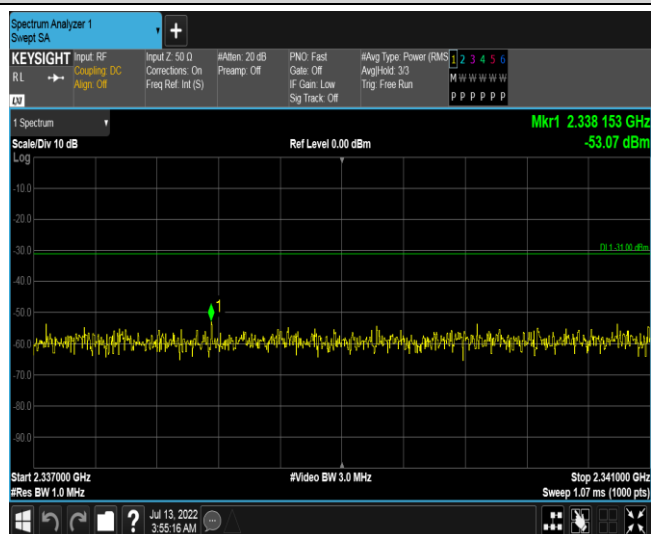 Spectrum Analyzer 1
Swept SA
+
KEYSIGHT
RL
LXI
Input: RF
Coupling: DC
Align: Off
Input Z: 50 Ω
Corrections: On
Freq Ref: Int (S)
#Atten: 20 dB
Preamp: Off
PNO: Fast
Gate: Off
IF Gain: Low
Sig Track: Off
#Avg Type: Power (RMS
Avg|Hold: 3/3
Trig: Free Run
1 2 3 4 5 6
M W W W W W
P P P P P P
1 Spectrum
Scale/Div 10 dB
Log
Ref Level 0.00 dBm
Mkr1 2.338 153 GHz
-53.07 dBm
-10.0
-20.0
-30.0
DL1 -31.00 dBm
-40.0
-50.0
1
-60.0
-70.0
-80.0
-90.0
Start 2.337000 GHz
#Res BW 1.0 MHz
#Video BW 3.0 MHz
Stop 2.341000 GHz
Sweep 1.07 ms (1000 pts)
?
Jul 13, 2022
3:55:16 AM